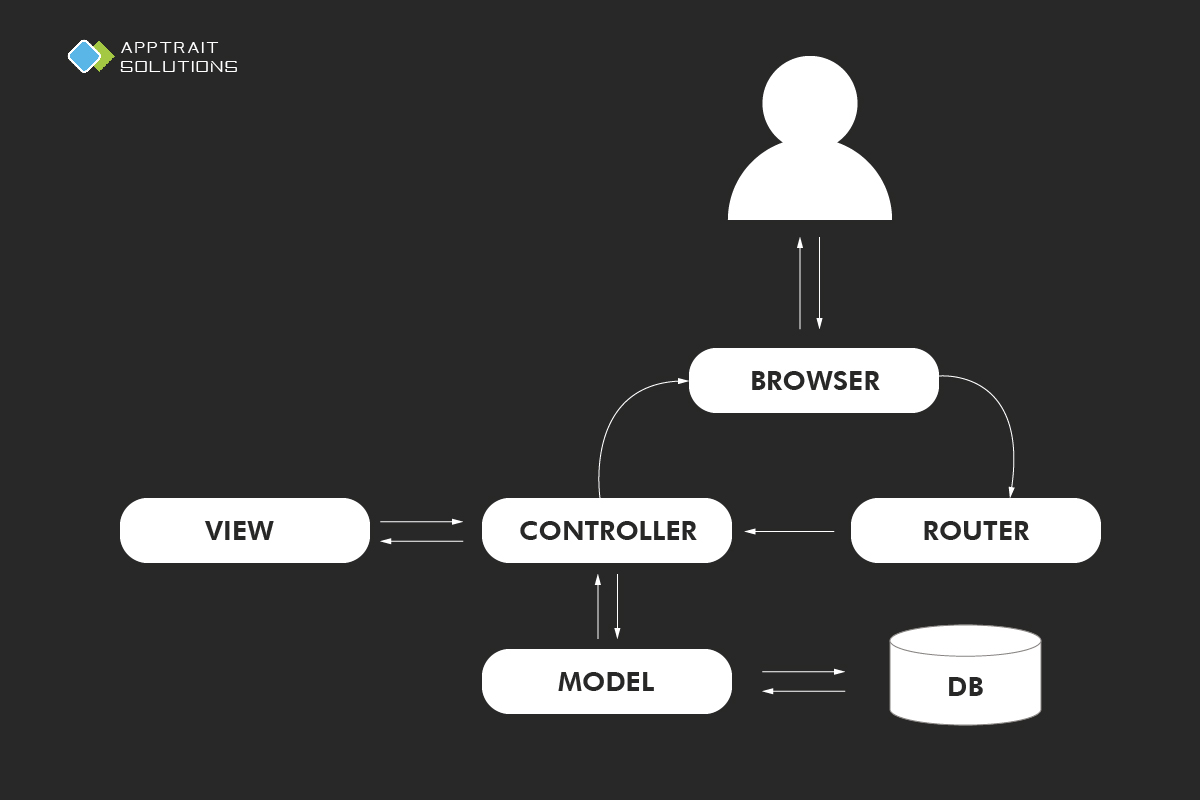 APPTRAIT
SOLUTIONS
BROWSER
VIEW
CONTROLLER
ROUTER
MODEL
DB